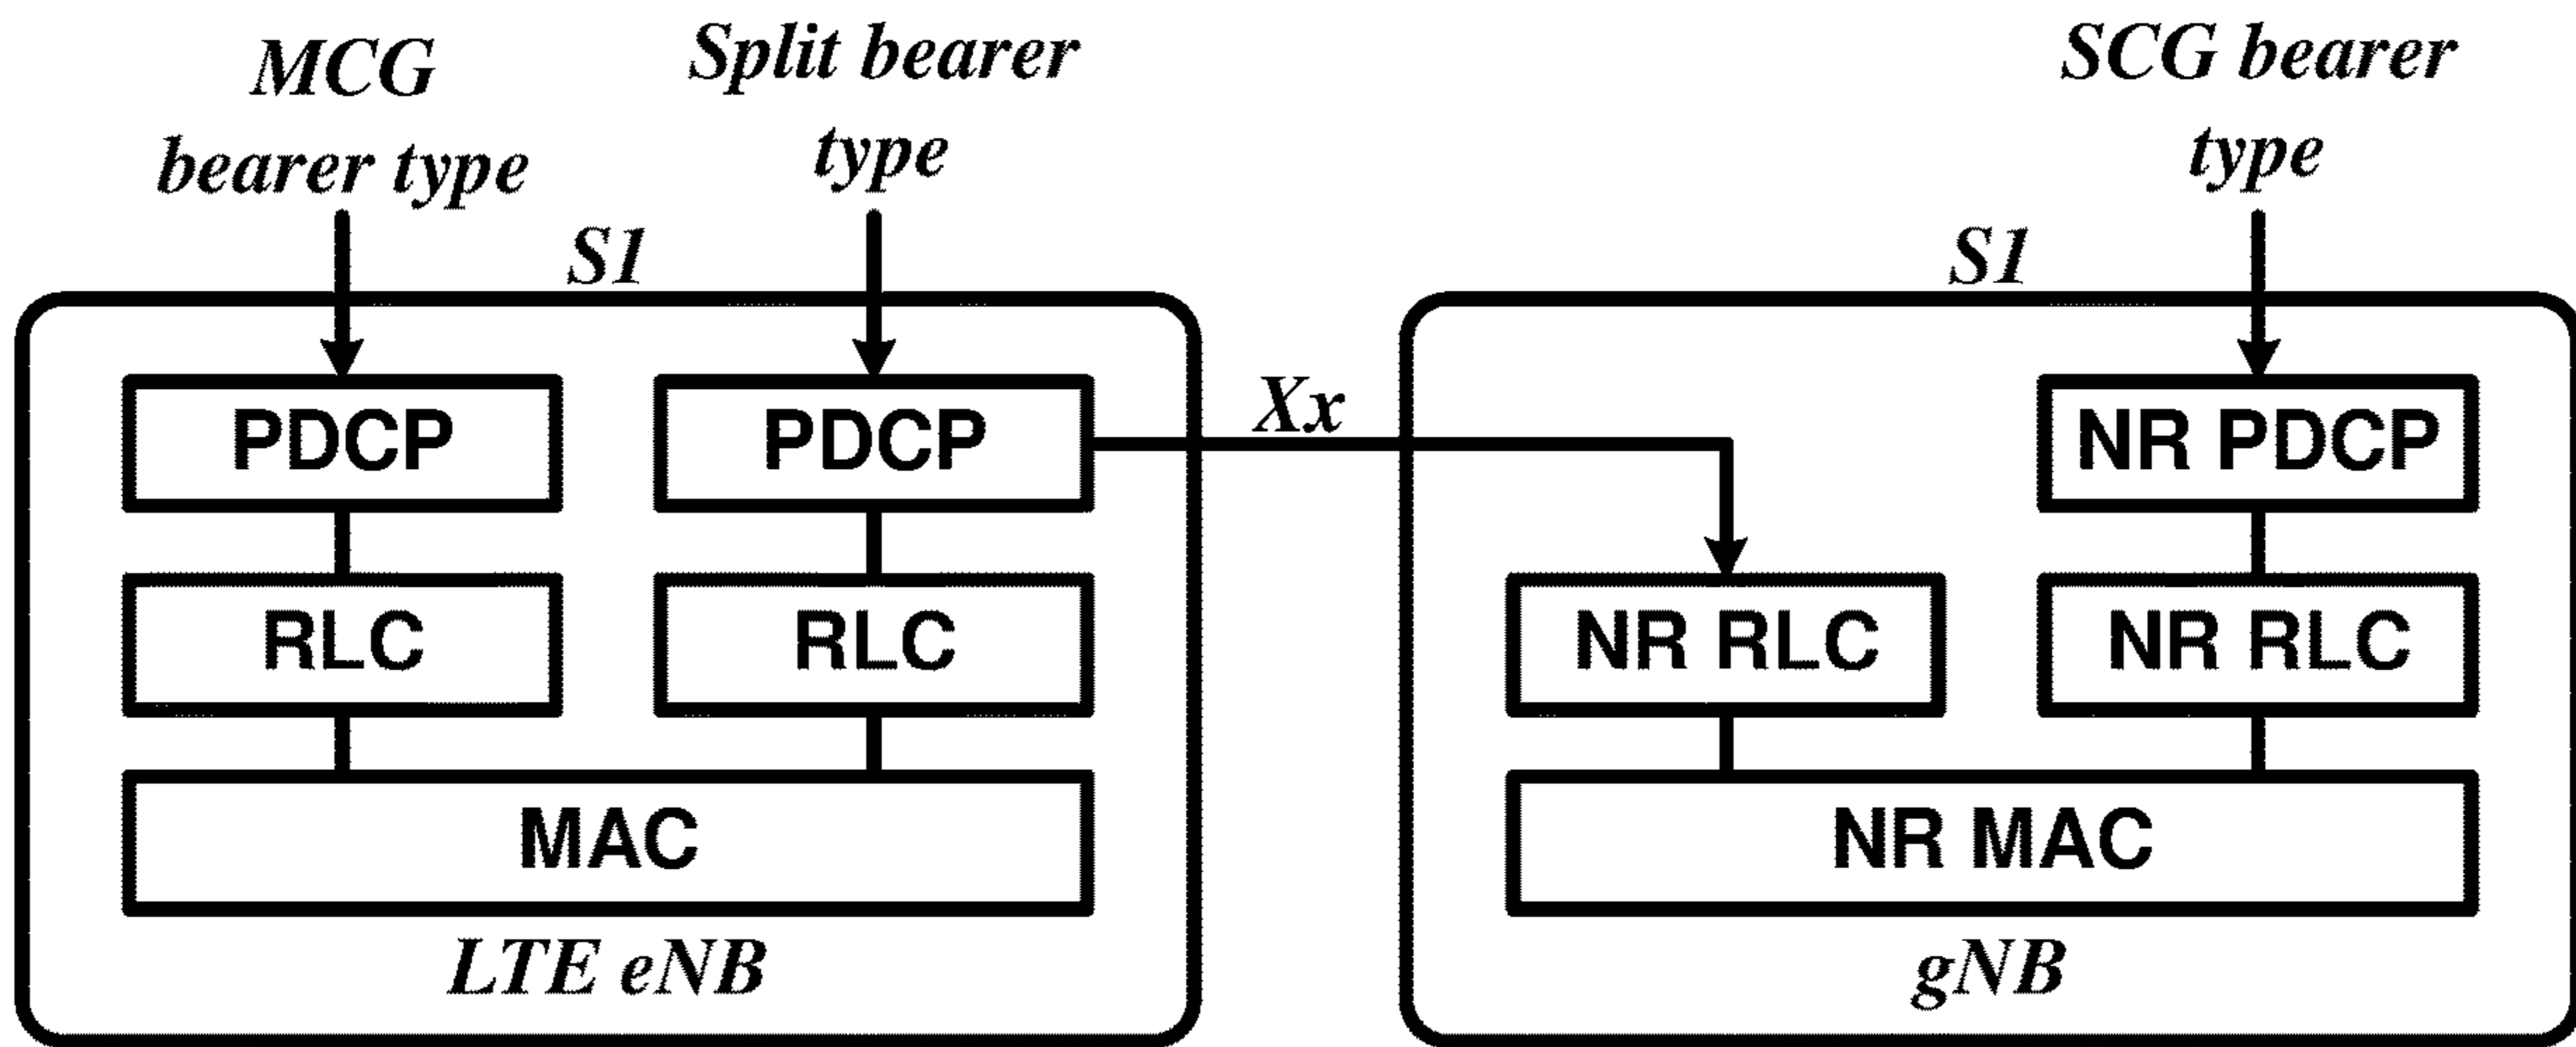 MCG
bearer type
Split bearer
type
SCG bearer
type
S1
S1
Xx
PDCP
PDCP
NR PDCP
RLC
RLC
NR RLC
NR RLC
MAC
NR MAC
LTE eNB
gNB